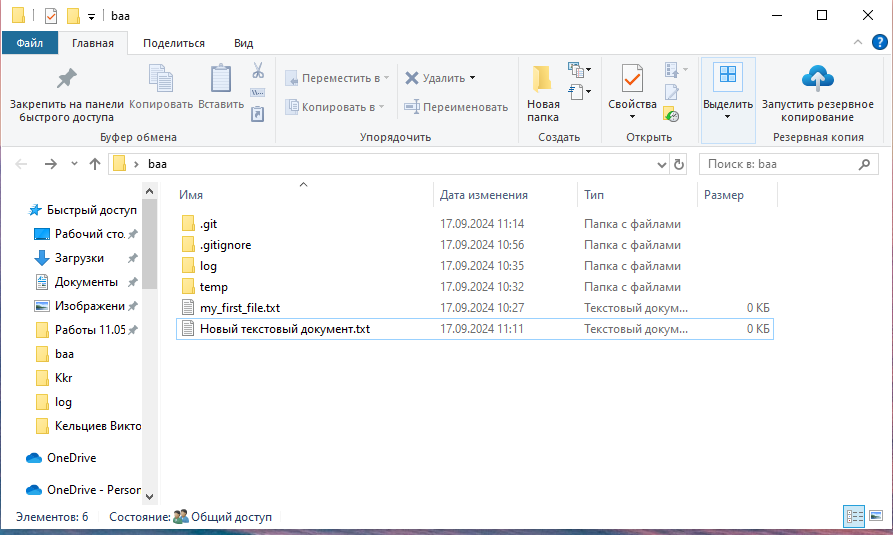 baa
Файл Главная Поделиться Вид
Закрепить на панели быстрого доступа
Копировать
Вставить
Буфер обмена
Переместить в
Копировать в
Удалить
Переименовать
Упорядочить
Новая папка
Создать
Свойства
Открыть
Выделить
Запустить резервное копирование
Резервная копия
baa
Поиск в: baa
Имя Дата изменения Тип Размер
.git 17.09.2024 11:14 Папка с файлами
.gitignore 17.09.2024 10:56 Папка с файлами
log 17.09.2024 10:35 Папка с файлами
temp 17.09.2024 10:32 Папка с файлами
my_first_file.txt 17.09.2024 10:27 Текстовый докум... 0 КБ
Новый текстовый документ.txt 17.09.2024 11:11 Текстовый докум... 0 КБ
Быстрый доступ
Рабочий сто.
Загрузки
Документы
Изображени
Работы 11.05
baa
Kkr
log
Кельциев Викто
OneDrive
OneDrive - Person
Элементов: 6 Состояние: Общий доступ